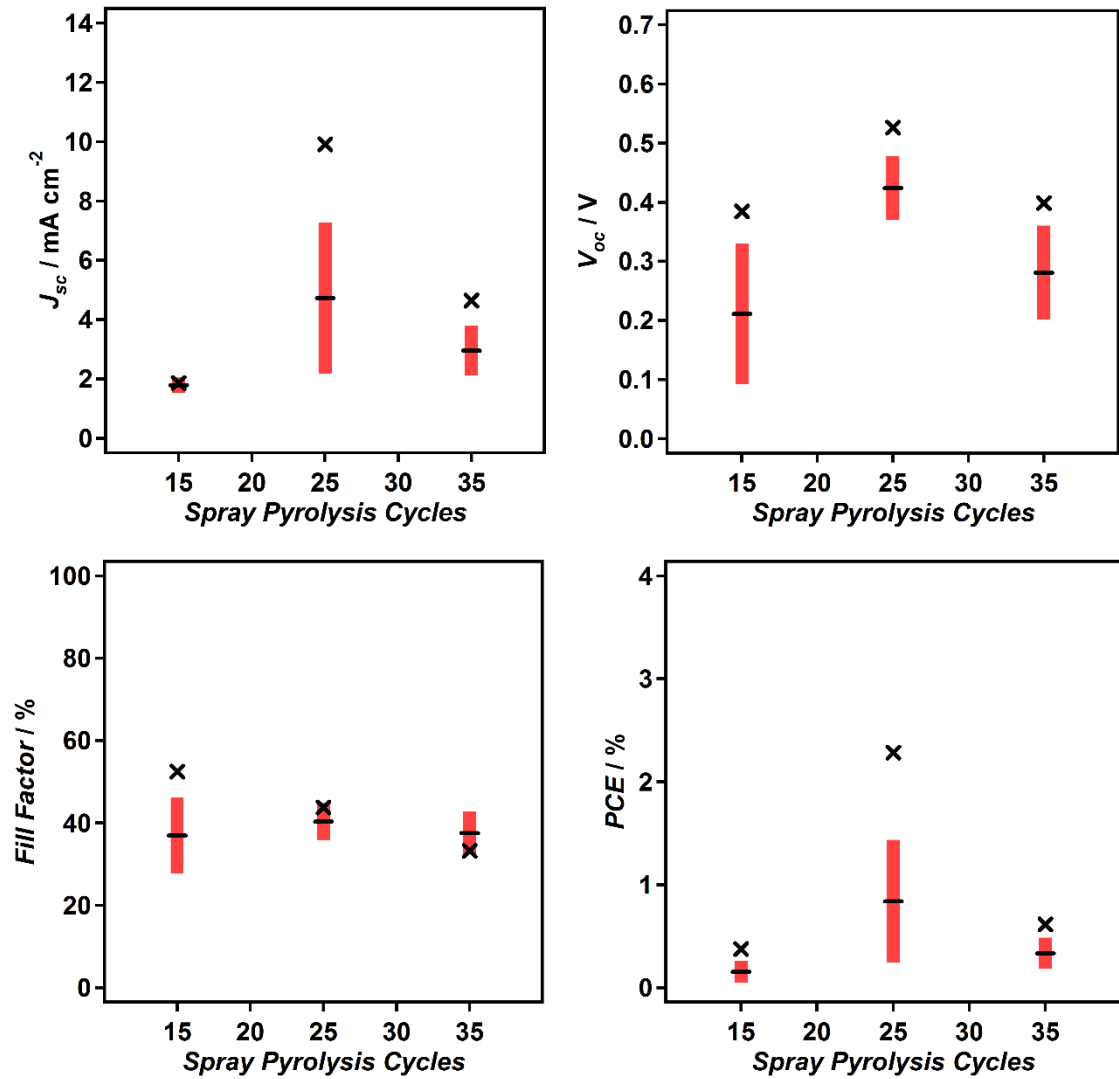 14
12
10
8
6
4
2
0
J_sc / mA cm^-2
15 20 25 30 35
Spray Pyrolysis Cycles
0.7
0.6
0.5
0.4
0.3
0.2
0.1
0.0
V_oc / V
15 20 25 30 35
Spray Pyrolysis Cycles
100
80
60
40
20
0
Fill Factor / %
15 20 25 30 35
Spray Pyrolysis Cycles
4
3
2
1
0
PCE / %
15 20 25 30 35
Spray Pyrolysis Cycles